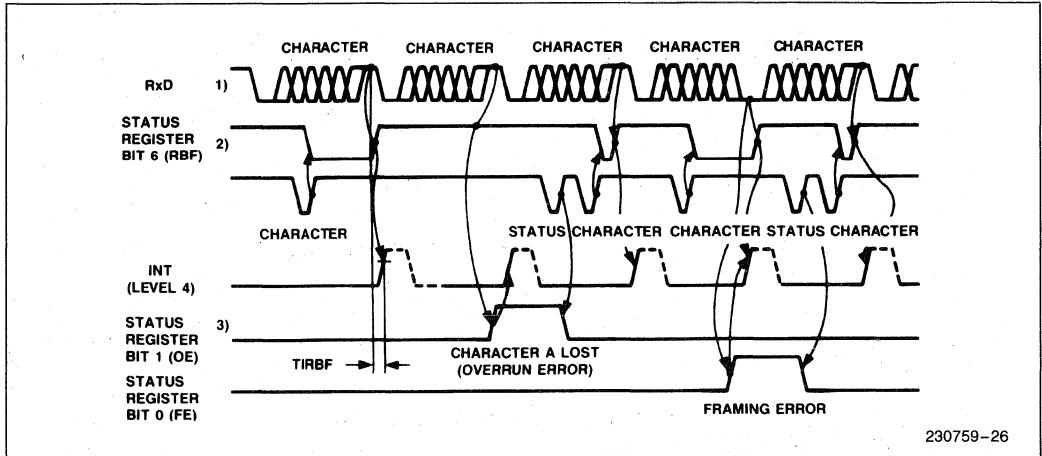 CHARACTER CHARACTER CHARACTER CHARACTER CHARACTER
RxD 1)
STATUS
REGISTER 2)
BIT 6 (RBF)
CHARACTER STATUS CHARACTER CHARACTER STATUS CHARACTER
INT
(LEVEL 4)
STATUS 3)
REGISTER
BIT 1 (OE)
TIRBF
CHARACTER A LOST
(OVERRUN ERROR)
STATUS
REGISTER
BIT 0 (FE)
FRAMING ERROR
230759-26